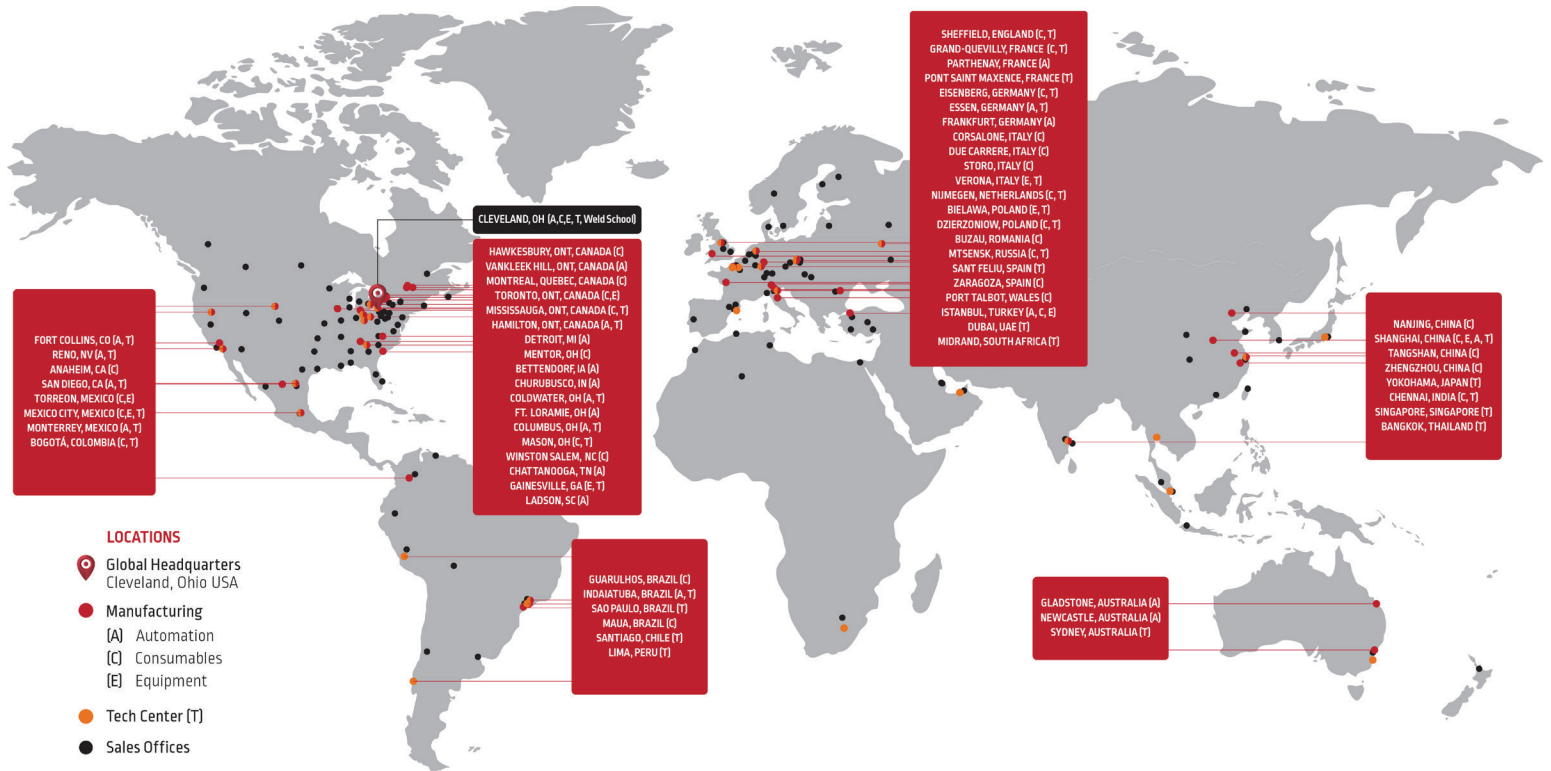 SHEFFIELD, ENGLAND (C, T)
GRAND-QUEVILLY, FRANCE (C, T)
PARTHENAY, FRANCE (A)
PONT SAINT MAXENCE, FRANCE (T)
EISENBERG, GERMANY (C, T)
ESSEN, GERMANY (A, T)
FRANKFURT, GERMANY (A)
CORSALONE, ITALY (C)
DUE CARRERE, ITALY (C)
STORO, ITALY (C)
VERONA, ITALY (E, T)
NIJMEGEN, NETHERLANDS (C, T)
BIELAWA, POLAND (E, T)
DZIERZONIOW, POLAND (C, T)
BUZAU, ROMANIA (C)
MTSENSK, RUSSIA (C, T)
SANT FELIU, SPAIN (T)
ZARAGOZA, SPAIN (C)
PORT TALBOT, WALES (C)
ISTANBUL, TURKEY (A, C, E)
DUBAI, UAE (T)
MIDRAND, SOUTH AFRICA (T)
CLEVELAND, OH (A,C,E, T, Weld School)
HAWKESBURY, ONT, CANADA (C)
VANKLEEK HILL, ONT, CANADA (A)
MONTREAL, QUEBEC, CANADA (C)
TORONTO, ONT, CANADA (C,E)
MISSISSAUGA, ONT, CANADA (C, T)
HAMILTON, ONT, CANADA (A, T)
DETROIT, MI (A)
MENTOR, OH (C)
BETTENDORF, IA (A)
CHURUBUSCO, IN (A)
COLDWATER, OH (A, T)
FT. LORAMIE, OH (A)
COLUMBUS, OH (A, T)
MASON, OH (C, T)
WINSTON SALEM, NC (C)
CHATTANOOGA, TN (A)
GAINESVILLE, GA (E, T)
LADSON, SC (A)
FORT COLLINS, CO (A, T)
RENO, NV (A, T)
ANAHEIM, CA (C)
SAN DIEGO, CA (A, T)
TORREON, MEXICO (C,E)
MEXICO CITY, MEXICO (C,E, T)
MONTERREY, MEXICO (A, T)
BOGOTÁ, COLOMBIA (C, T)
NANJING, CHINA (C)
SHANGHAI, CHINA (C, E, A, T)
TANGSHAN, CHINA (C)
ZHENGZHOU, CHINA (C)
YOKOHAMA, JAPAN (T)
CHENNAI, INDIA (C, T)
SINGAPORE, SINGAPORE (T)
BANGKOK, THAILAND (T)
GUARULHOS, BRAZIL (C)
INDAIATUBA, BRAZIL (A, T)
SAO PAULO, BRAZIL (T)
MAUA, BRAZIL (C)
SANTIAGO, CHILE (T)
LIMA, PERU (T)
GLADSTONE, AUSTRALIA (A)
NEWCASTLE, AUSTRALIA (A)
SYDNEY, AUSTRALIA (T)
LOCATIONS
Global Headquarters
Cleveland, Ohio USA
Manufacturing
(A) Automation
(C) Consumables
(E) Equipment
Tech Center (T)
Sales Offices